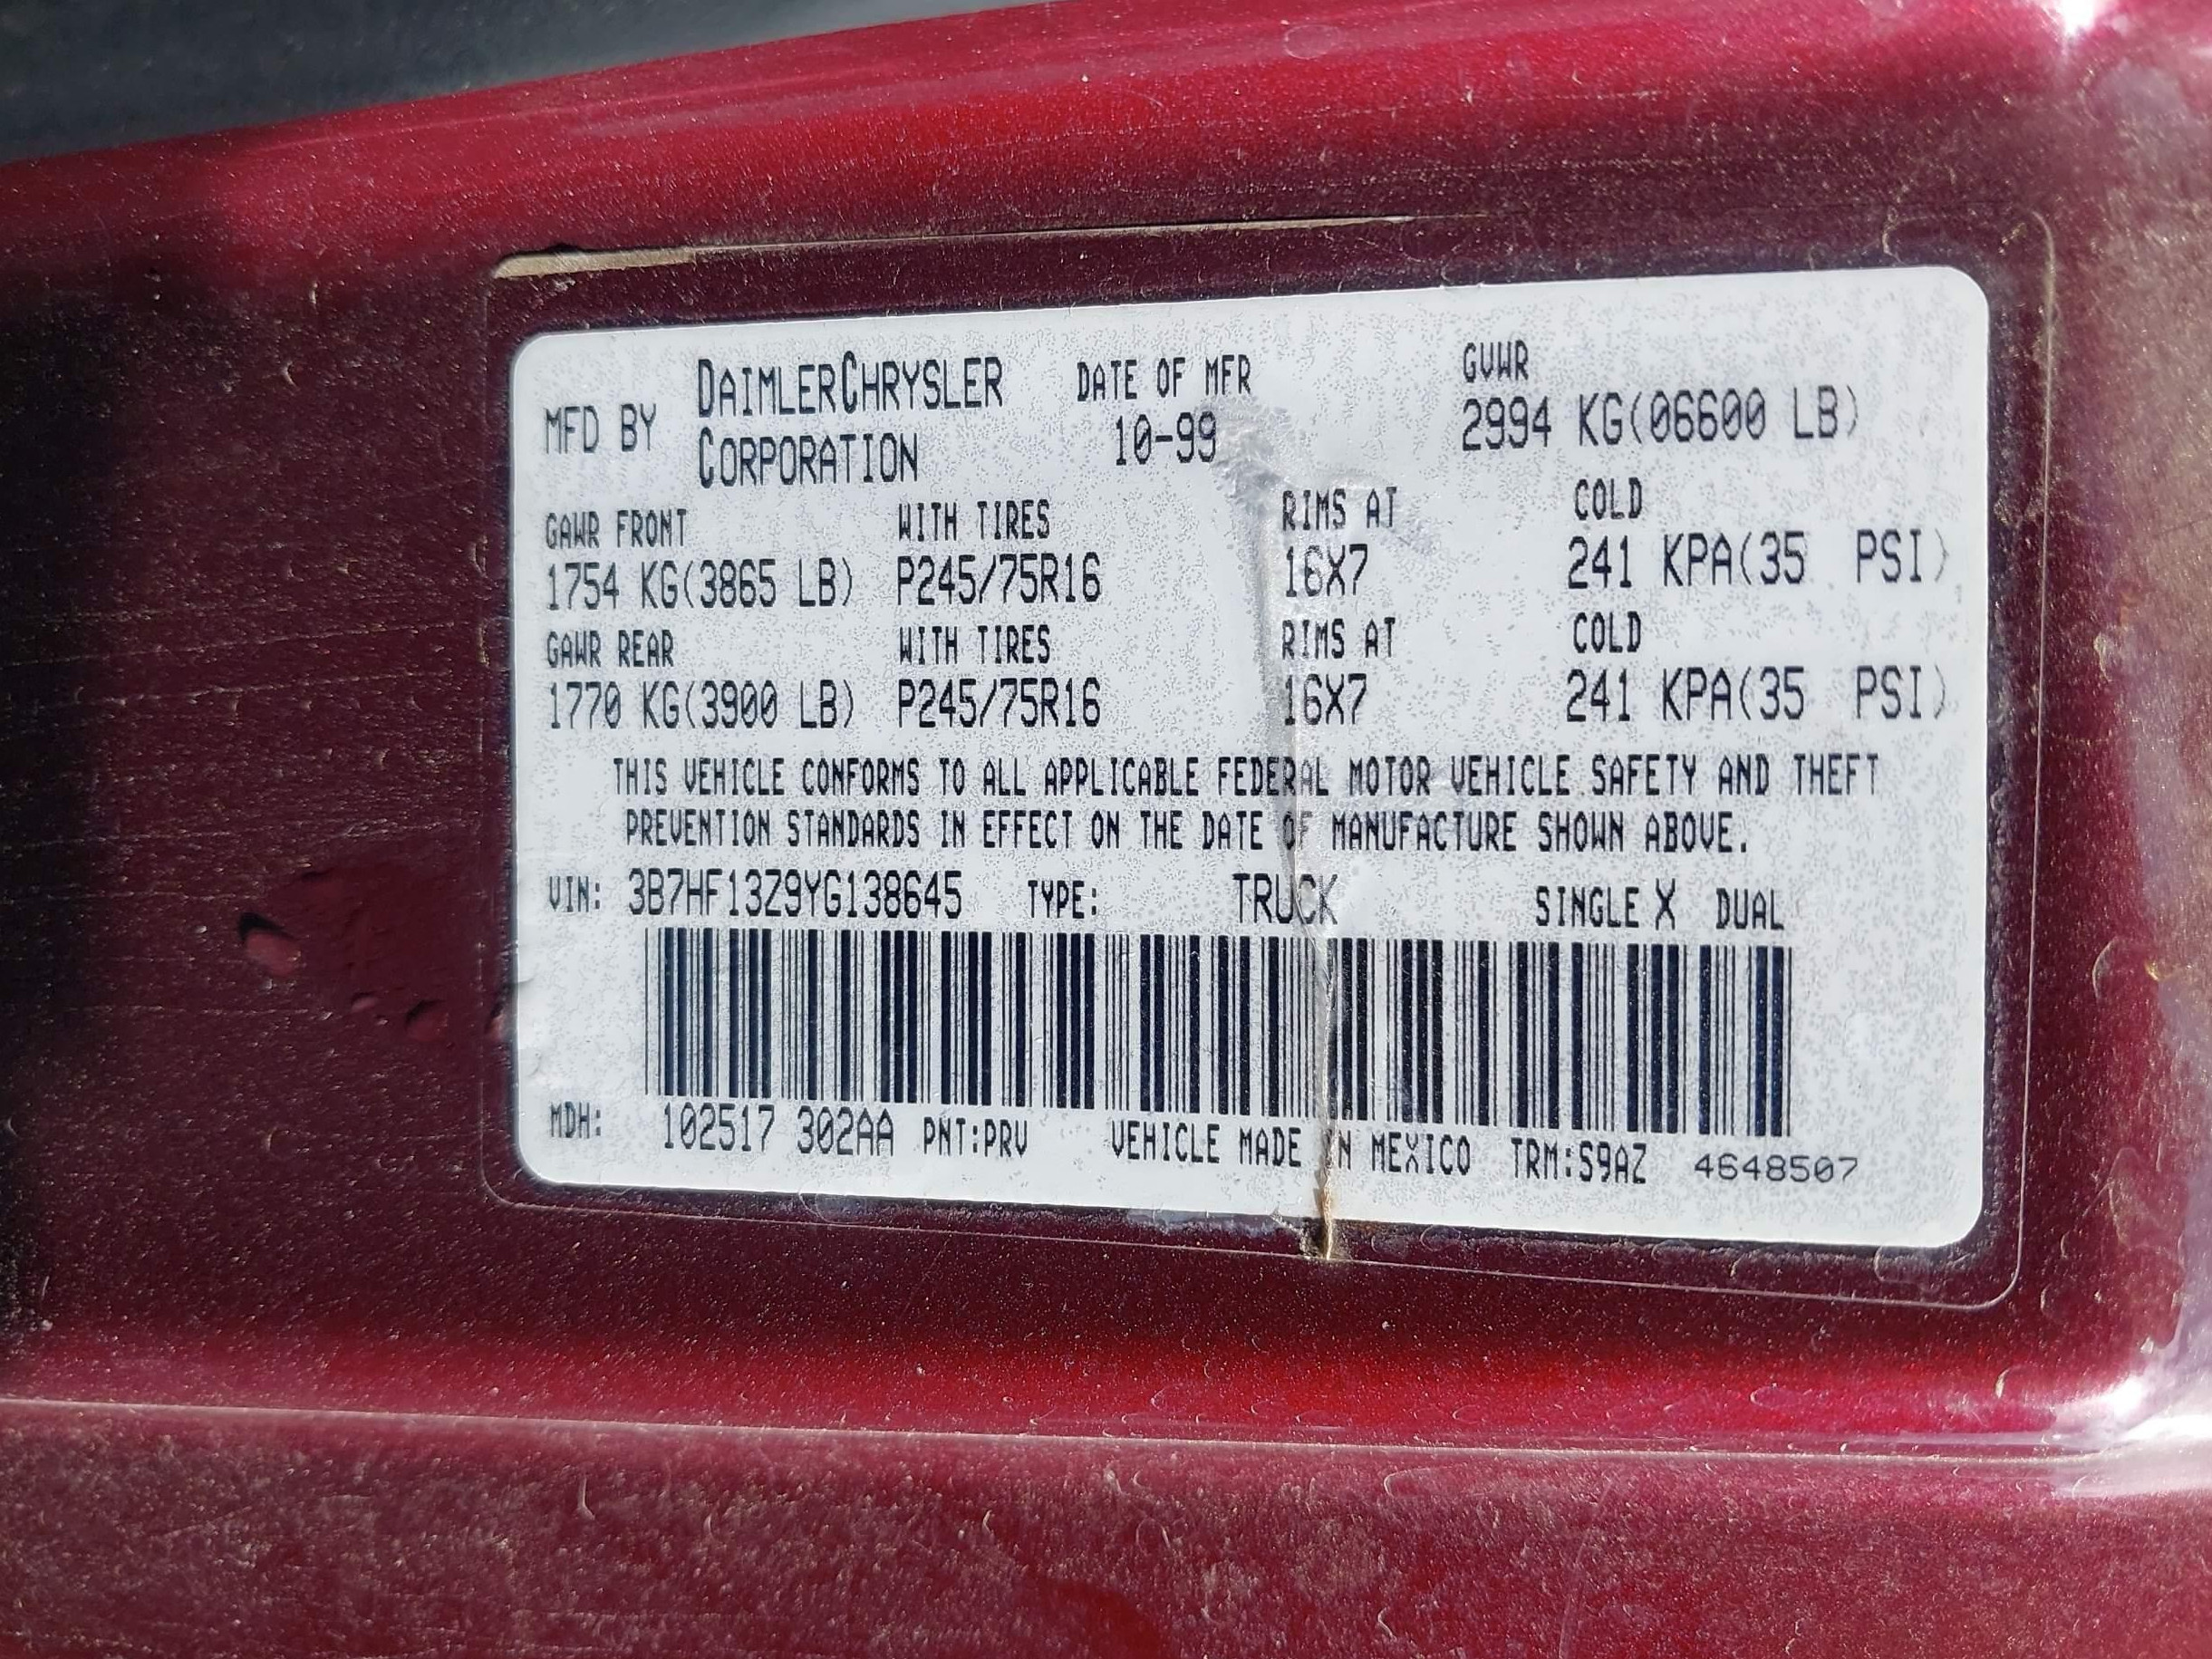 MFD BY DAIMLERCHRYSLER CORPORATION DATE OF MFR 10-99 GVWR 2994 KG(06600 LB)
GAWR FRONT WITH TIRES RIMS AT COLD
1754 KG(3865 LB) P245/75R16 16X7 241 KPA(35 PSI)
GAWR REAR WITH TIRES RIMS AT COLD
1770 KG(3900 LB) P245/75R16 16X7 241 KPA(35 PSI)
THIS VEHICLE CONFORMS TO ALL APPLICABLE FEDERAL MOTOR VEHICLE SAFETY AND THEFT
PREVENTION STANDARDS IN EFFECT ON THE DATE OF MANUFACTURE SHOWN ABOVE.
VIN: 3B7HF13Z9YG138645 TYPE: TRUCK SINGLE X DUAL
MDH: 102517 302AA PNT:PRV VEHICLE MADE IN MEXICO TRM:S9AZ 4648507